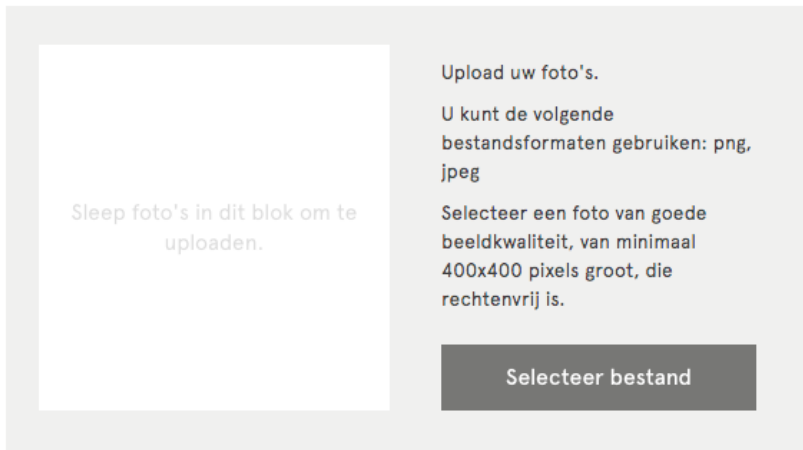 Sleep foto's in dit blok om te
uploaden.
Upload uw foto's.
U kunt de volgende
bestandsformaten gebruiken: png,
jpeg
Selecteer een foto van goede
beeldkwaliteit, van minimaal
400x400 pixels groot, die
rechtenvrij is.
Selecteer bestand